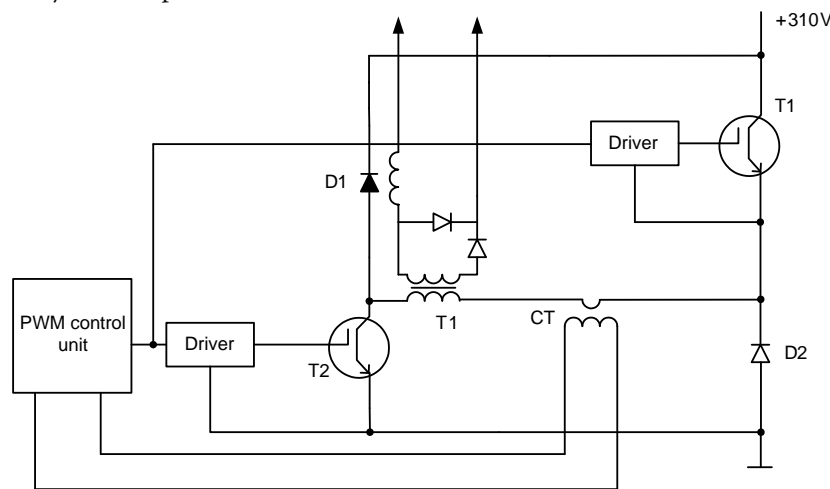 +310V
T1
Driver
D1
PWM control
unit
Driver
T2
T1
CT
D2